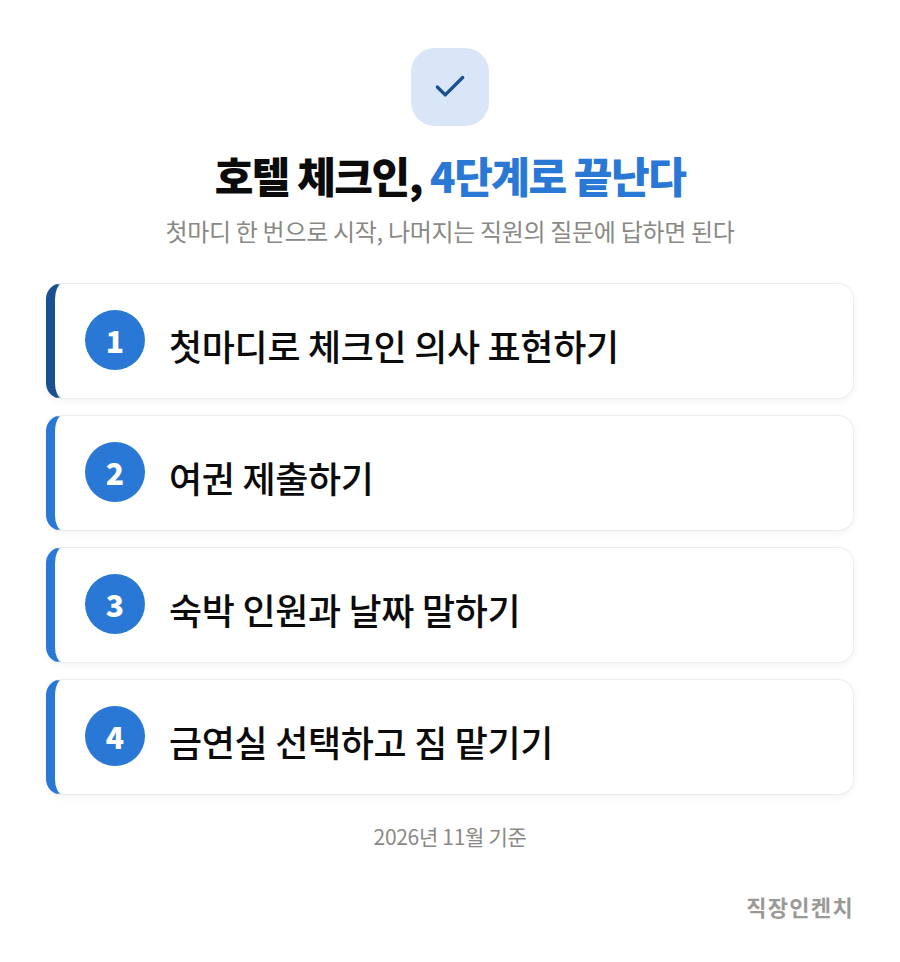 호텔 체크인, 4단계로 끝난다
첫마디 한 번으로 시작, 나머지는 직원의 질문에 답하면 된다
1 첫마디로 체크인 의사 표현하기
2 여권 제출하기
3 숙박 인원과 날짜 말하기
4 금연실 선택하고 짐 맡기기
2026년 11월 기준
직장인켄치